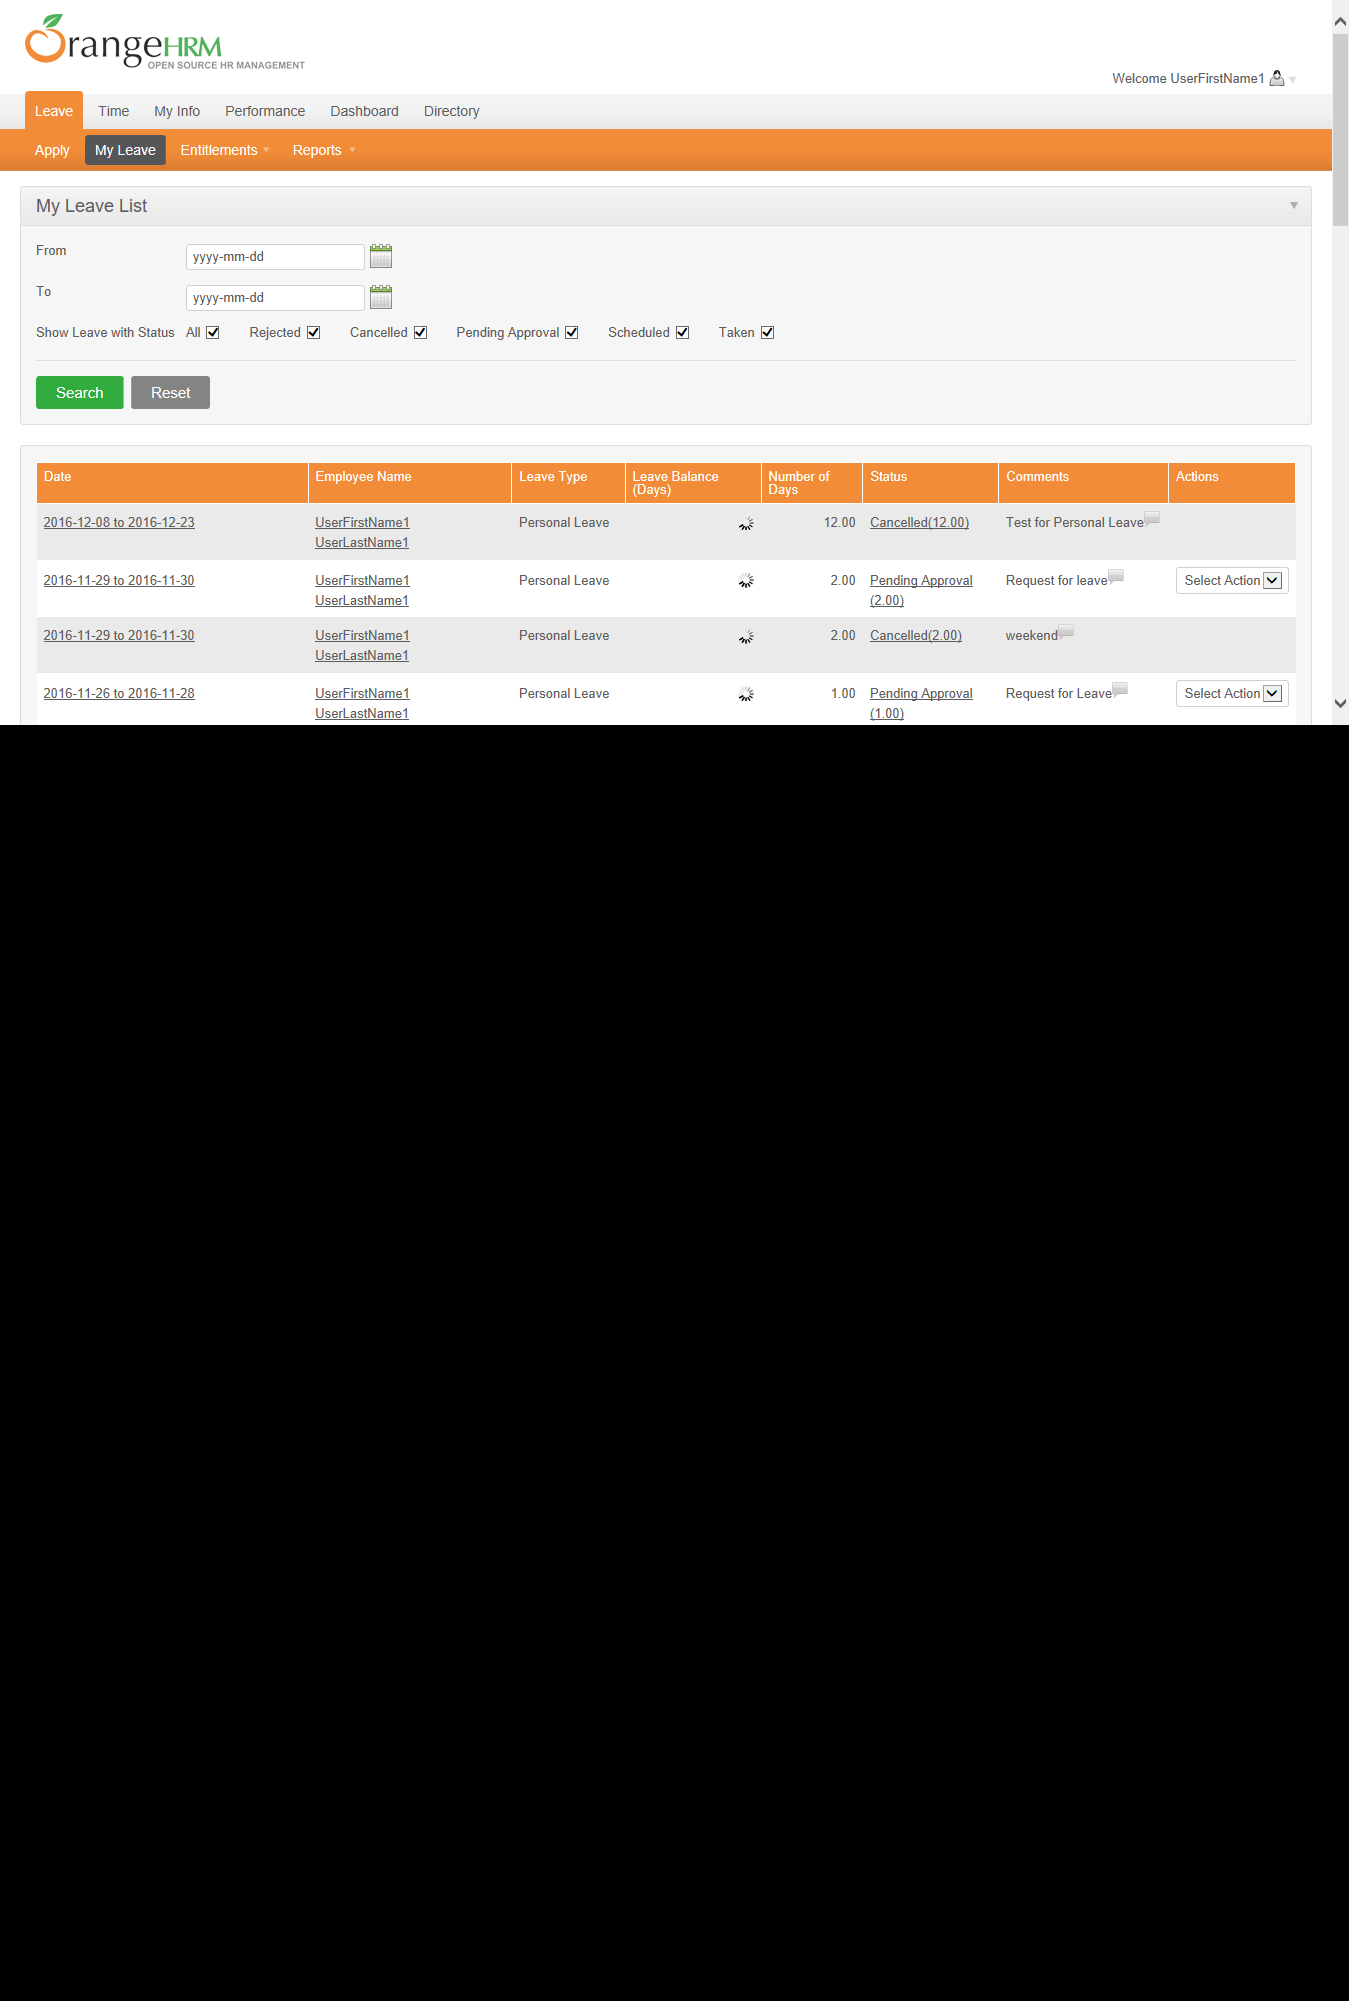 OrangeHRM
OPEN SOURCE HR MANAGEMENT
Welcome UserFirstName1
Leave Time My Info Performance Dashboard Directory
Apply My Leave Entitlements Reports
My Leave List
From yyyy-mm-dd
To yyyy-mm-dd
Show Leave with Status All Rejected Cancelled Pending Approval Scheduled Taken
Search Reset
Date Employee Name Leave Type Leave Balance (Days) Number of Days Status Comments Actions
2016-12-08 to 2016-12-23 UserFirstName1 UserLastName1 Personal Leave 12.00 Cancelled(12.00) Test for Personal Leave
2016-11-29 to 2016-11-30 UserFirstName1 UserLastName1 Personal Leave 2.00 Pending Approval (2.00) Request for leave Select Action
2016-11-29 to 2016-11-30 UserFirstName1 UserLastName1 Personal Leave 2.00 Cancelled(2.00) weekend
2016-11-26 to 2016-11-28 UserFirstName1 UserLastName1 Personal Leave 1.00 Pending Approval (1.00) Request for Leave Select Action